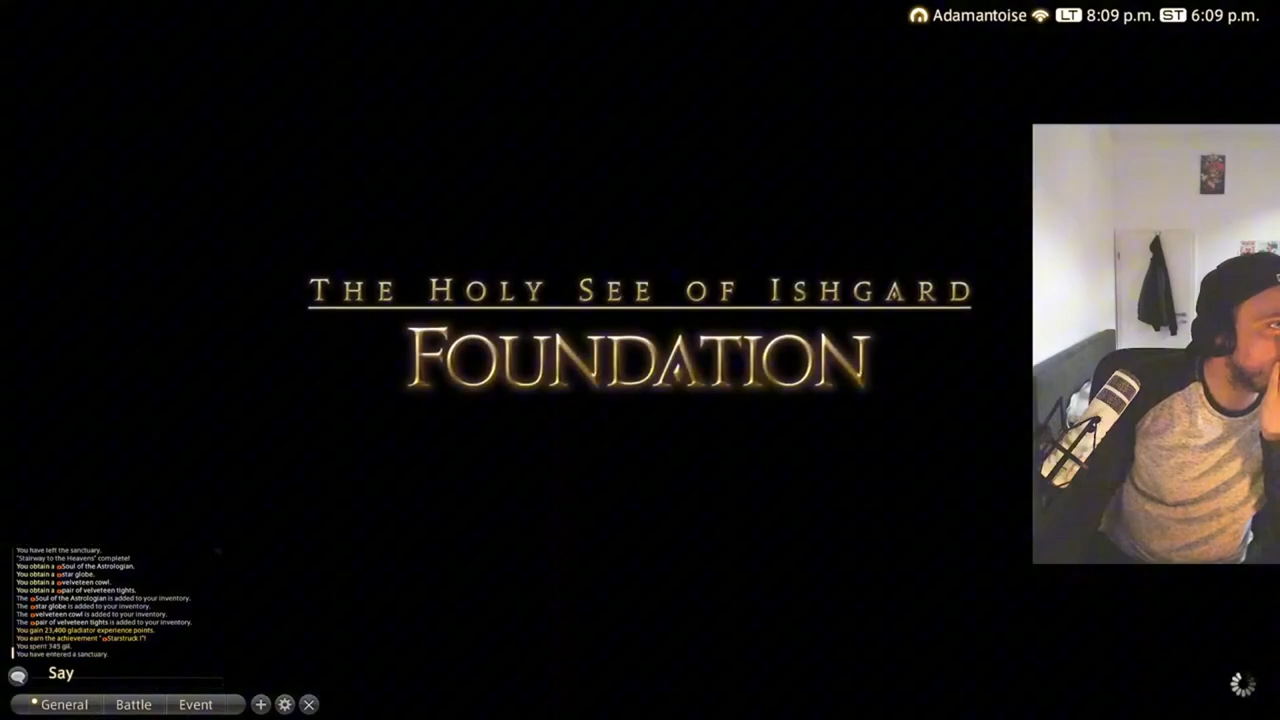 Adamantoise LT 8:09 p.m. ST 6:09 p.m.
THE HOLY SEE OF ISHGARD
FOUNDATION
You have left the sanctuary.
"Stairway to the Heavens" complete!
You obtain a Soul of the Astrologian.
You obtain a star globe.
You obtain a velveteen cowl.
You obtain a pair of velveteen tights.
The Soul of the Astrologian is added to your inventory.
The star globe is added to your inventory.
The velveteen cowl is added to your inventory.
The pair of velveteen tights is added to your inventory.
You gain 23,400 gladiator experience points.
You earn the achievement "Starstruck I"!
You spent 345 gil.
You have entered a sanctuary.
Say
General Battle Event